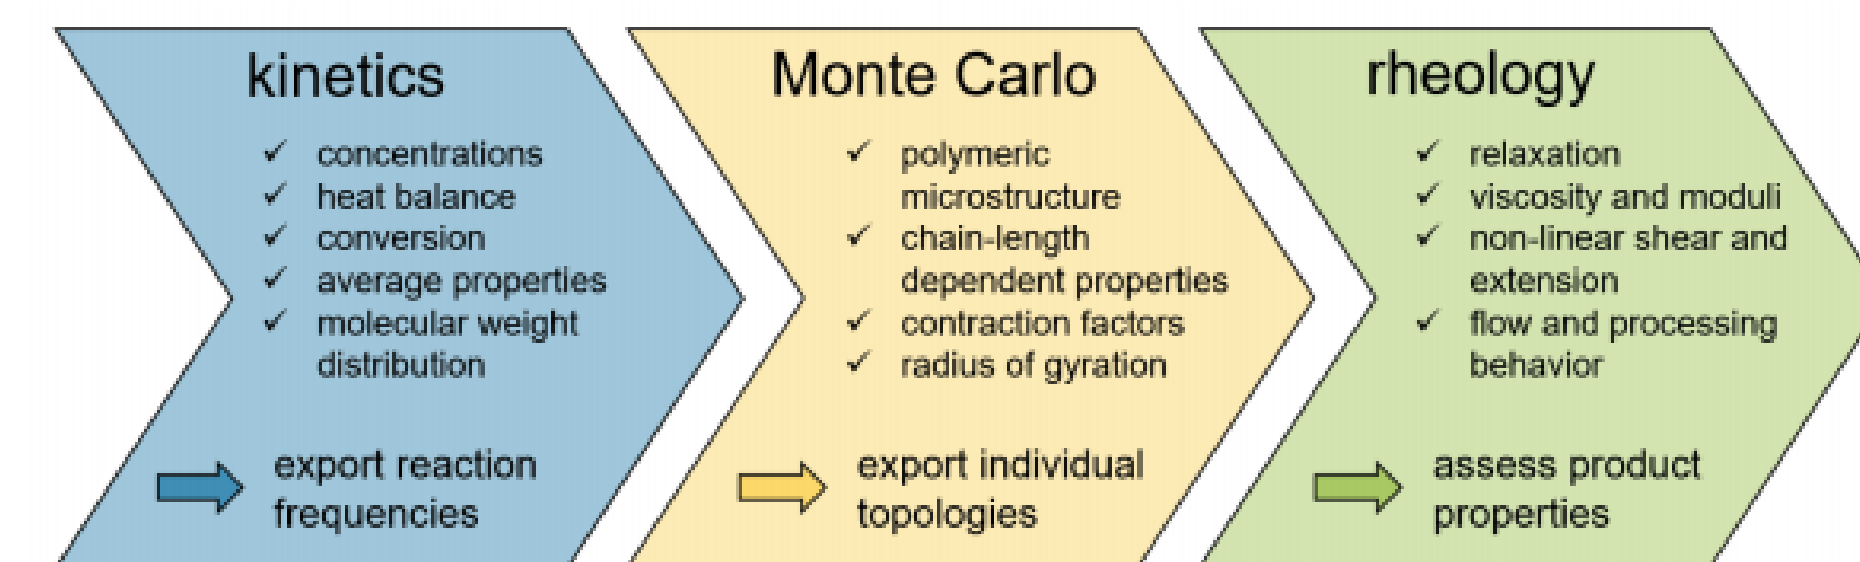 kinetics
✓ concentrations
✓ heat balance
✓ conversion
✓ average properties
✓ molecular weight
distribution
export reaction
frequencies
Monte Carlo
✓ polymeric
microstructure
✓ chain-length
dependent properties
✓ contraction factors
✓ radius of gyration
export individual
topologies
rheology
✓ relaxation
✓ viscosity and moduli
✓ non-linear shear and
extension
✓ flow and processing
behavior
assess product
properties